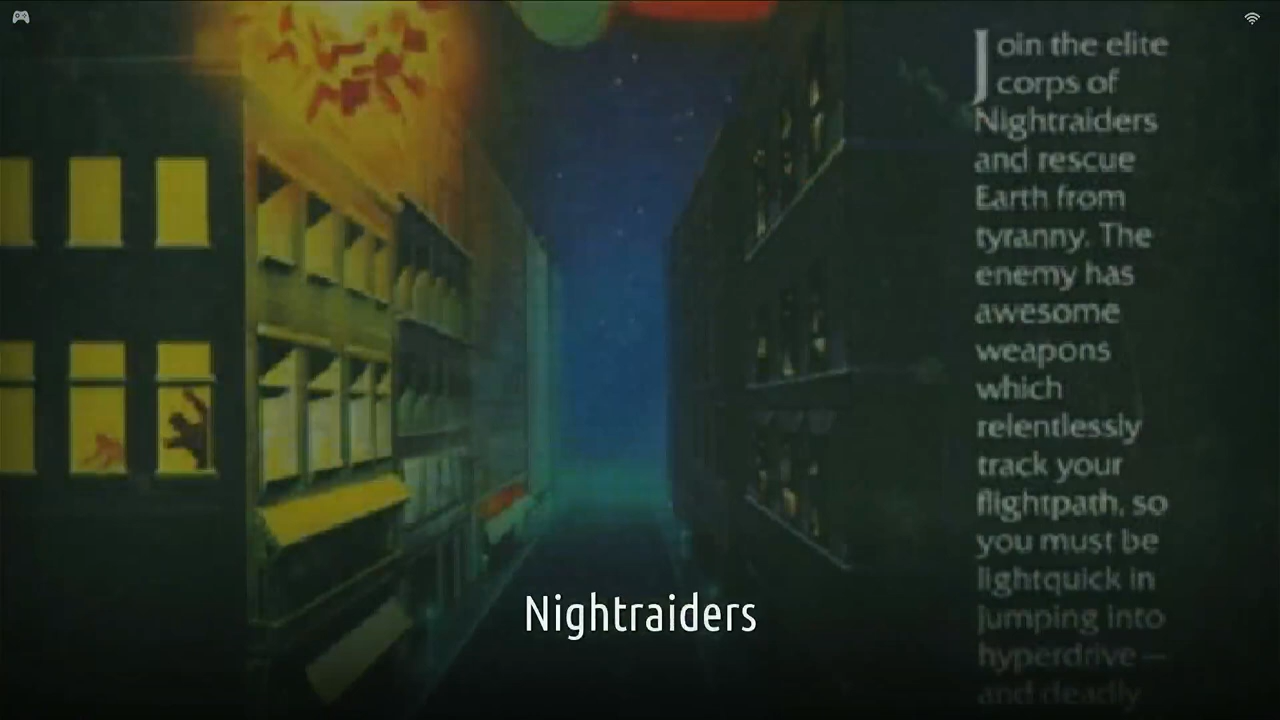 Join the elite
corps of
Nightraiders
and rescue
Earth from
tyranny. The
enemy has
awesome
weapons
which
relentlessly
track your
flightpath, so
you must be
lightquick in
jumping into
hyperdrive —
and deadly
Nightraiders